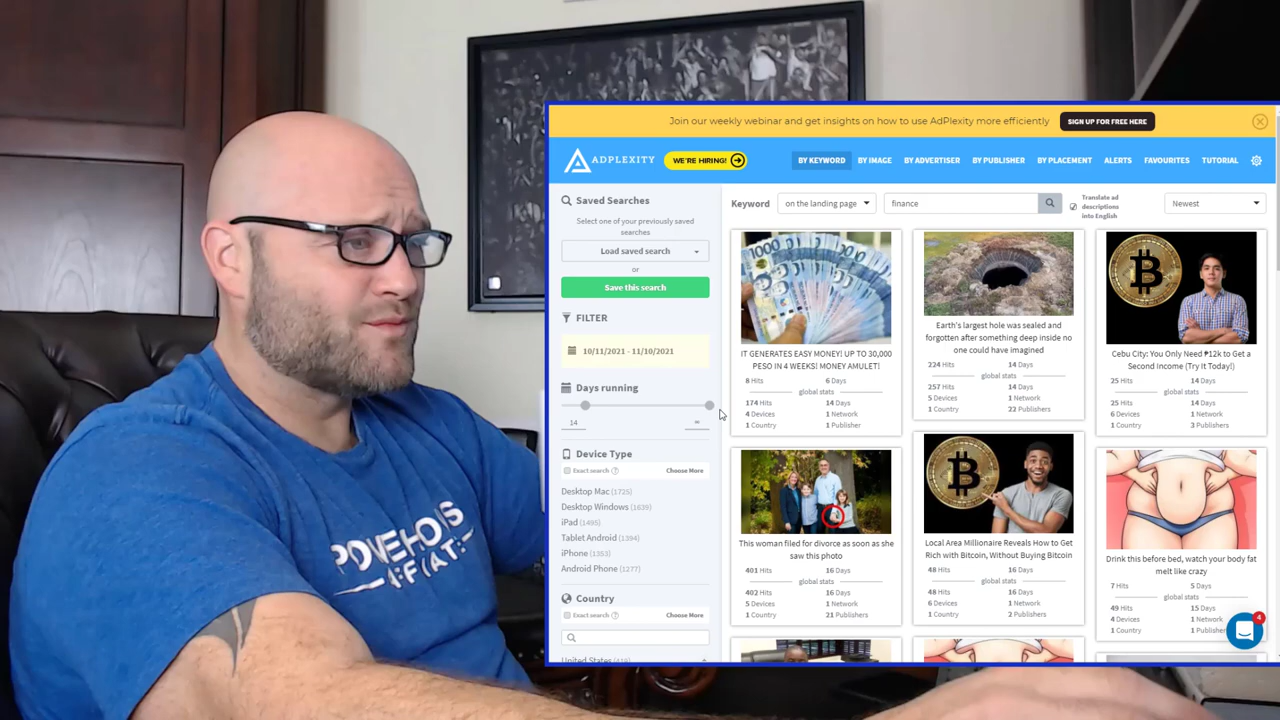 Join our weekly webinar and get insights on how to use AdPlexity more efficiently
SIGN UP FOR FREE HERE
ADPLEXITY
WE'RE HIRING!
BY KEYWORD
BY IMAGE
BY ADVERTISER
BY PUBLISHER
BY PLACEMENT
ALERTS
FAVOURITES
TUTORIAL
Saved Searches
Select one of your previously saved
searches
Load saved search
or
Save this search
FILTER
10/11/2021 - 11/10/2021
Days running
14
∞
Device Type
Exact search
Choose More
Desktop Mac (1725)
Desktop Windows (1639)
iPad (1495)
Tablet Android (1394)
iPhone (1353)
Android Phone (1277)
Country
Exact search
Choose More
Keyword
on the landing page
finance
Translate ad
descriptions
into English
Newest
IT GENERATES EASY MONEY! UP TO 30,000
PESO IN 4 WEEKS! MONEY AMULET!
8 Hits 6 Days
global stats
174 Hits 14 Days
4 Devices 1 Network
1 Country 1 Publisher
Earth's largest hole was sealed and
forgotten after something deep inside no
one could have imagined
224 Hits 14 Days
global stats
257 Hits 14 Days
5 Devices 1 Network
1 Country 22 Publishers
Cebu City: You Only Need ₱12k to Get a
Second Income (Try It Today!)
25 Hits 14 Days
global stats
25 Hits 14 Days
6 Devices 1 Network
1 Country 3 Publishers
This woman filed for divorce as soon as she
saw this photo
401 Hits 16 Days
global stats
402 Hits 16 Days
5 Devices 1 Network
1 Country 21 Publishers
Local Area Millionaire Reveals How to Get
Rich with Bitcoin, Without Buying Bitcoin
48 Hits 16 Days
global stats
48 Hits 16 Days
6 Devices 1 Network
1 Country 2 Publishers
Drink this before bed, watch your body fat
melt like crazy
7 Hits 5 Days
global stats
49 Hits 15 Days
4 Devices 1 Network
1 Country 1
4